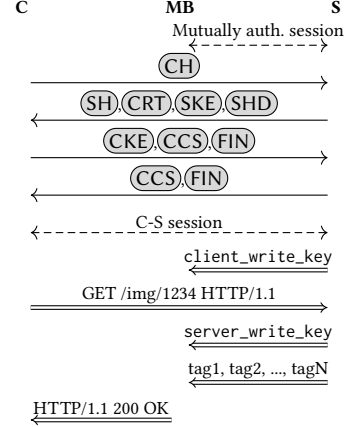 C MB S
Mutually auth. session
CH
SH,CRT,SKE,SHD
CKE,CCS,FIN
CCS,FIN
C-S session
client_write_key
GET /img/1234 HTTP/1.1
server_write_key
tag1, tag2, ..., tagN
HTTP/1.1 200 OK